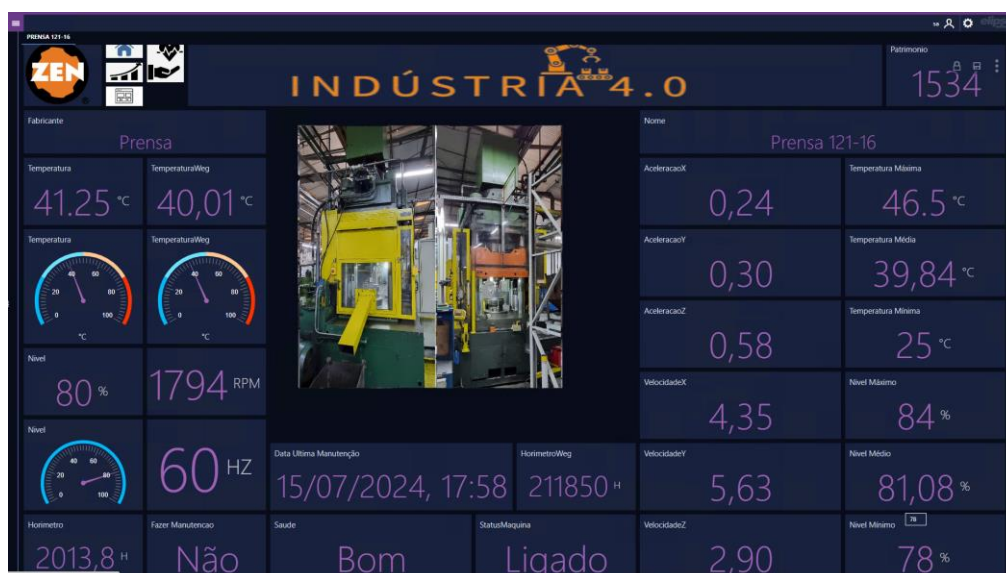 elipse
PRENSA 121-16
ZEN
®
INDÚSTRIA 4.0
Patrimonio
1534
Fabricante
Prensa
Nome
Prensa 121-16
Temperatura
41.25 °C
TemperaturaWeg
40,01 °C
AceleracaoX
0,24
Temperatura Máxima
46.5 °C
Temperatura
0 20 40 60 80 100
°C
TemperaturaWeg
0 20 40 60 80 100
°C
AceleracaoY
0,30
Temperatura Média
39,84 °C
AceleracaoZ
0,58
Temperatura Mínima
25 °C
Nivel
80 %
1794 RPM
VelocidadeX
4,35
Nivel Máximo
84 %
Nivel
0 20 40 60 80 100
60 HZ
Data Ultima Manutenção
15/07/2024, 17:58
HorimetroWeg
211850 H
VelocidadeY
5,63
Nivel Médio
81,08 %
Horimetro
2013,8 H
Fazer Manutencao
Não
Saude
Bom
StatusMaquina
Ligado
VelocidadeZ
2,90
Nivel Mínimo
78
78 %